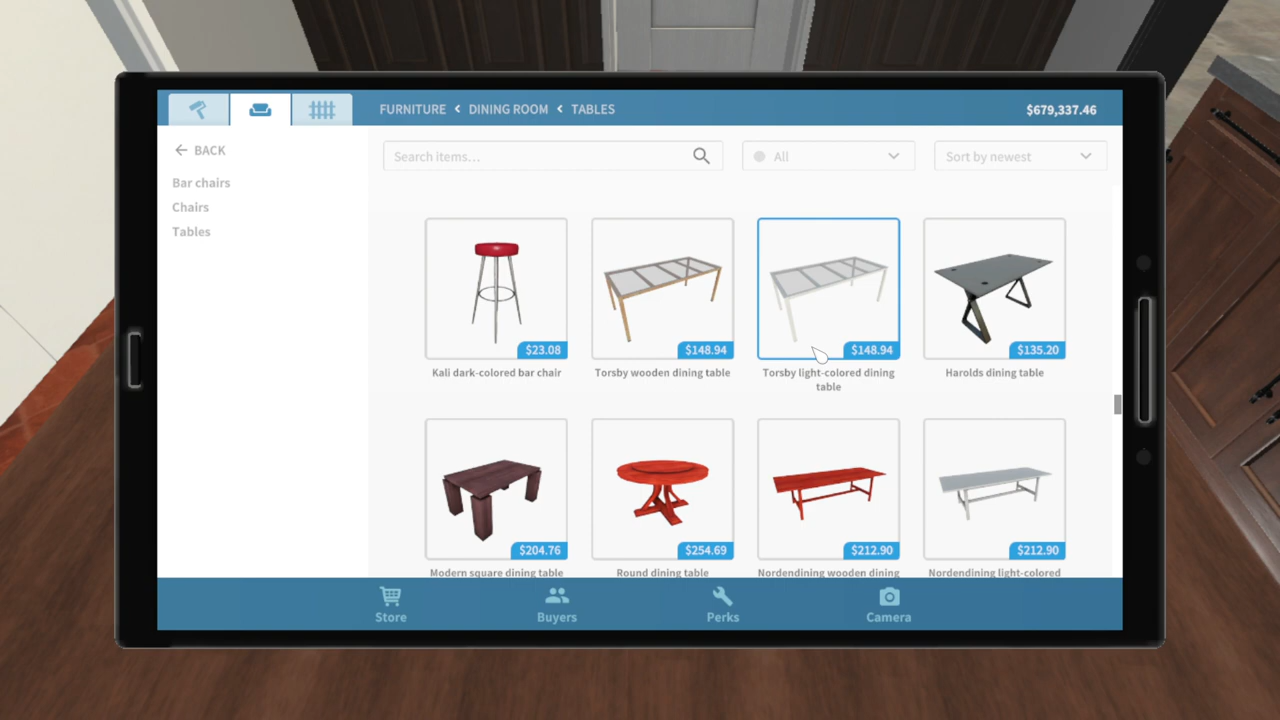 FURNITURE < DINING ROOM < TABLES
$679,337.46
BACK
Bar chairs
Chairs
Tables
Search items...
All
Sort by newest
$23.08
$148.94
$148.94
$135.20
Kali dark-colored bar chair
Torsby wooden dining table
Torsby light-colored dining
table
Harolds dining table
$204.76
$254.69
$212.90
$212.90
Modern square dining table
Round dining table
Nordendining wooden dining
Nordendining light-colored
Store
Buyers
Perks
Camera